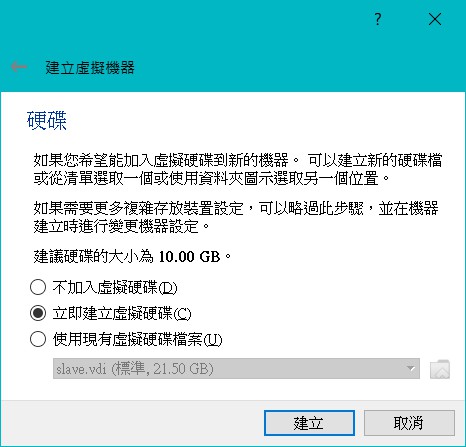 ?
建立虛擬機器
硬碟
如果您希望能加入虛擬硬碟到新的機器。可以建立新的硬碟檔
或從清單選取一個或使用資料夾圖示選取另一個位置。
如果需要更多複雜存放裝置設定，可以略過此步驟，並在機器
建立時進行變更機器設定。
建議硬碟的大小為 10.00 GB。
不加入虛擬硬碟(D)
立即建立虛擬硬碟(C)
使用現有虛擬硬碟檔案(U)
slave.vdi (標準, 21.50 GB)
建立
取消